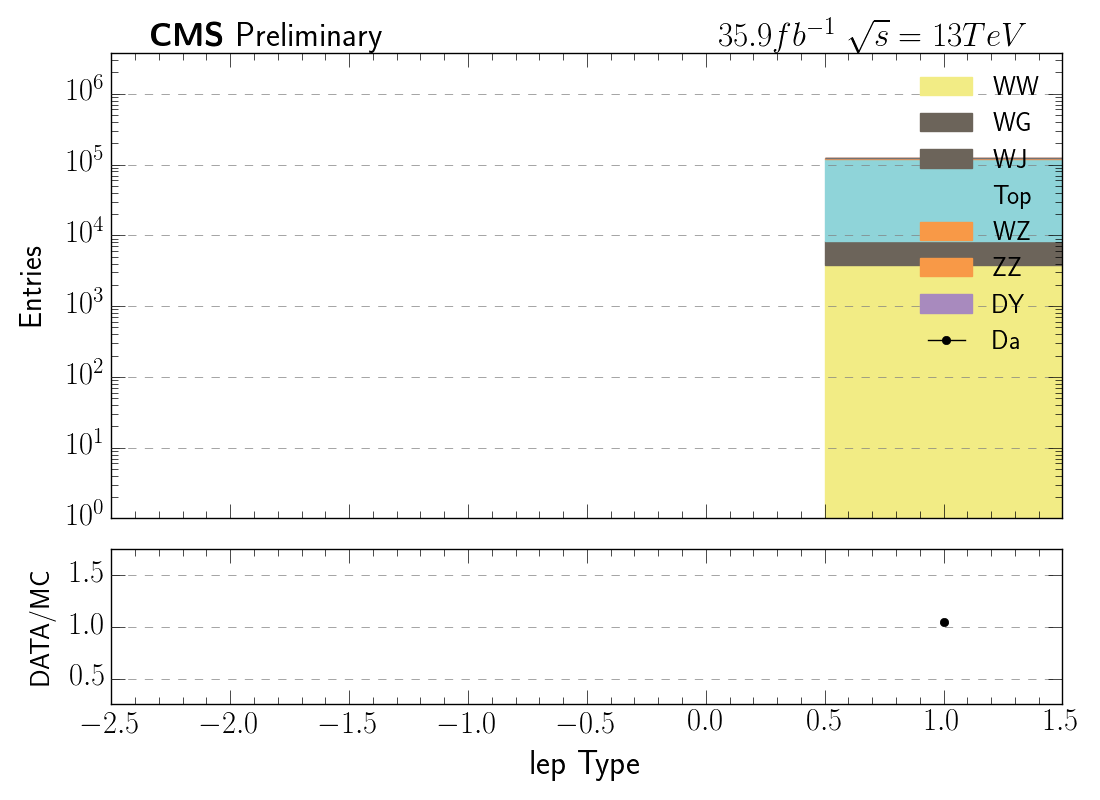 CMS Preliminary 35.9fb⁻¹ √s = 13TeV
Entries
10⁶
10⁵
10⁴
10³
10²
10¹
10⁰
WW
WG
WJ
Top
WZ
ZZ
DY
Da
DATA/MC
1.5
1.0
0.5
−2.5 −2.0 −1.5 −1.0 −0.5 0.0 0.5 1.0 1.5
lep Type